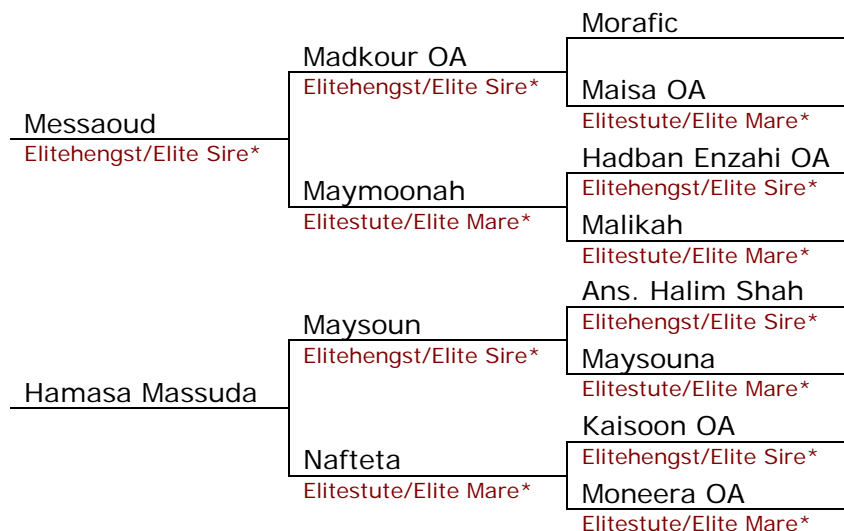 Morafic
Madkour OA
Elitehengst/Elite Sire*
Maisa OA
Elitestute/Elite Mare*
Messaoud
Elitehengst/Elite Sire*
Hadban Enzahi OA
Elitehengst/Elite Sire*
Maymoonah
Elitestute/Elite Mare*
Malikah
Elitestute/Elite Mare*
Ans. Halim Shah
Elitehengst/Elite Sire*
Maysoun
Elitehengst/Elite Sire*
Maysouna
Elitestute/Elite Mare*
Hamasa Massuda
Kaisoon OA
Elitehengst/Elite Sire*
Nafteta
Elitestute/Elite Mare*
Moneera OA
Elitestute/Elite Mare*